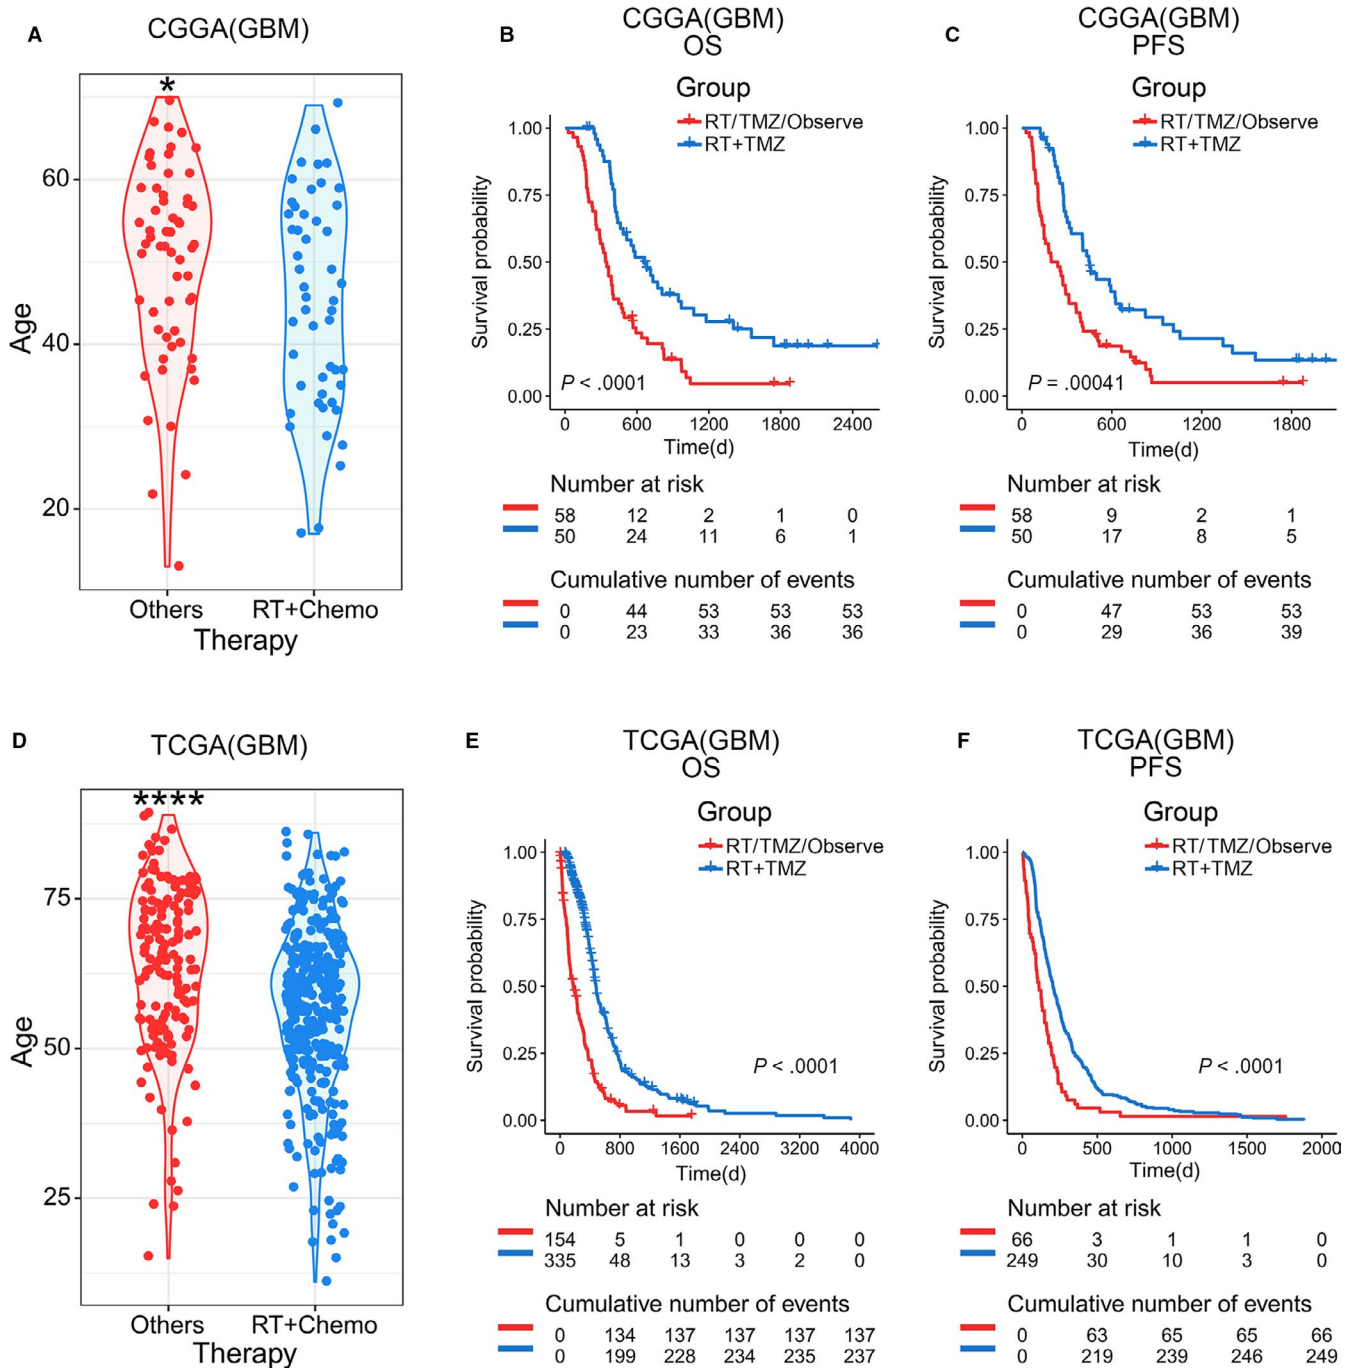 A
CGGA(GBM)
*
Age
60
40
20
Others RT+Chemo
Therapy
B
CGGA(GBM)
OS
Group
RT/TMZ/Observe
RT+TMZ
Survival probability
1.00
0.75
0.50
0.25
0.00
P < .0001
0 600 1200 1800 2400
Time(d)
Number at risk
58 12 2 1 0
50 24 11 6 1
Cumulative number of events
0 44 53 53 53
0 23 33 36 36
C
CGGA(GBM)
PFS
Group
RT/TMZ/Observe
RT+TMZ
Survival probability
1.00
0.75
0.50
0.25
0.00
P = .00041
0 600 1200 1800
Time(d)
Number at risk
58 9 2 1
50 17 8 5
Cumulative number of events
0 47 53 53
0 29 36 39
D
TCGA(GBM)
****
Age
75
50
25
Others RT+Chemo
Therapy
E
TCGA(GBM)
OS
Group
RT/TMZ/Observe
RT+TMZ
Survival probability
1.00
0.75
0.50
0.25
0.00
P < .0001
0 800 1600 2400 3200 4000
Time(d)
Number at risk
154 5 1 0 0 0
335 48 13 3 2 0
Cumulative number of events
0 134 137 137 137 137
0 199 228 234 235 237
F
TCGA(GBM)
PFS
Group
RT/TMZ/Observe
RT+TMZ
Survival probability
1.00
0.75
0.50
0.25
0.00
P < .0001
0 500 1000 1500 2000
Time(d)
Number at risk
66 3 1 1 0
249 30 10 3 0
Cumulative number of events
0 63 65 65 66
0 219 239 246 249